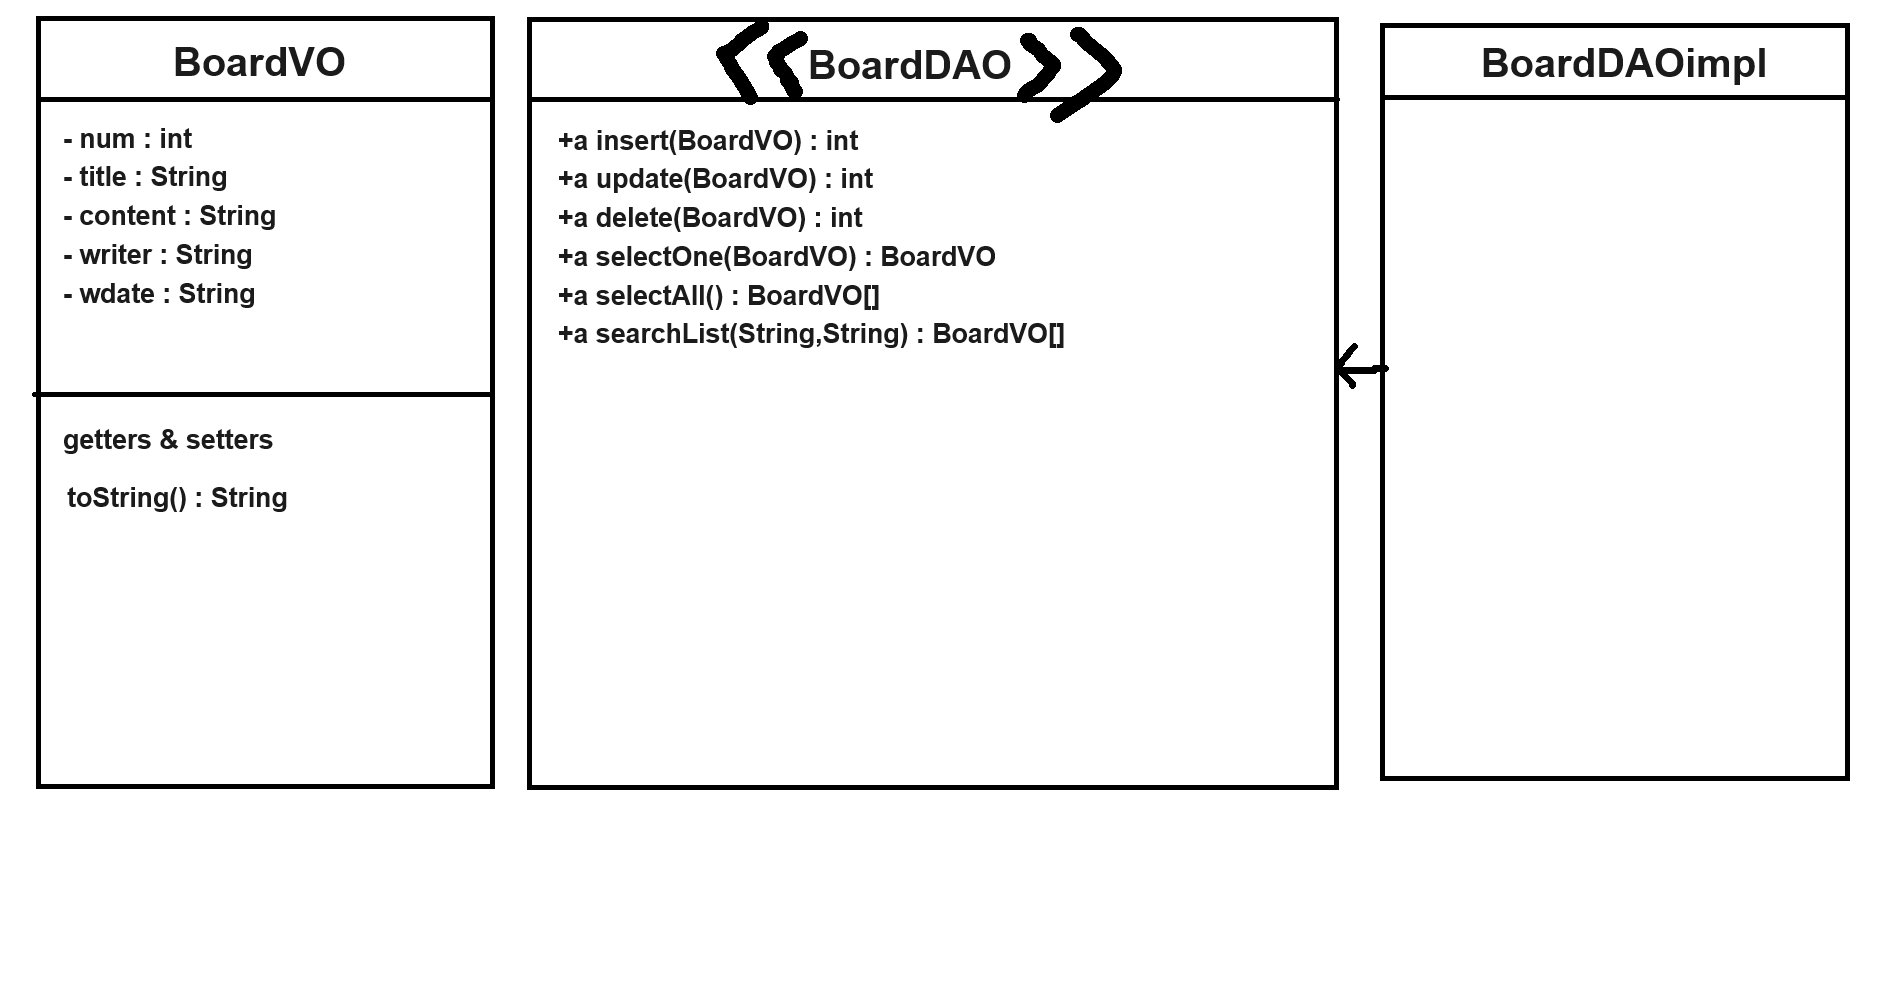 BoardVO
- num : int
- title : String
- content : String
- writer : String
- wdate : String
getters & setters
toString() : String
<<BoardDAO>>
+a insert(BoardVO) : int
+a update(BoardVO) : int
+a delete(BoardVO) : int
+a selectOne(BoardVO) : BoardVO
+a selectAll() : BoardVO[]
+a searchList(String,String) : BoardVO[]
BoardDAOimpl